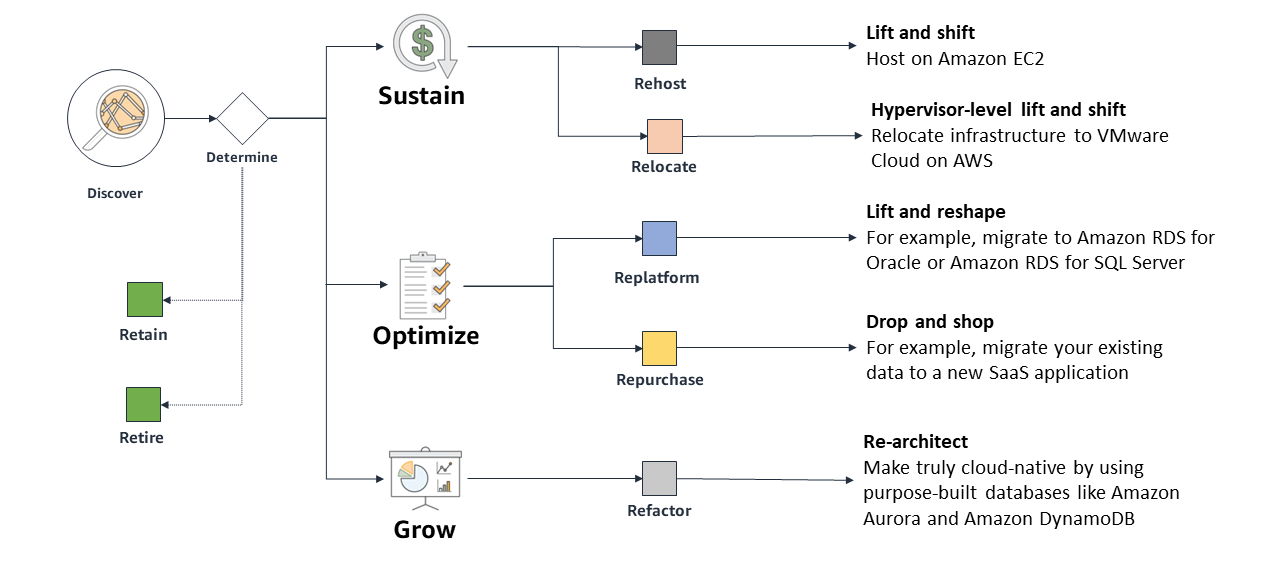 Discover
Determine
Retain
Retire
$
Sustain
Optimize
Grow
Rehost
Relocate
Replatform
Repurchase
Refactor
Lift and shift
Host on Amazon EC2
Hypervisor-level lift and shift
Relocate infrastructure to VMware
Cloud on AWS
Lift and reshape
For example, migrate to Amazon RDS for
Oracle or Amazon RDS for SQL Server
Drop and shop
For example, migrate your existing
data to a new SaaS application
Re-architect
Make truly cloud-native by using
purpose-built databases like Amazon
Aurora and Amazon DynamoDB